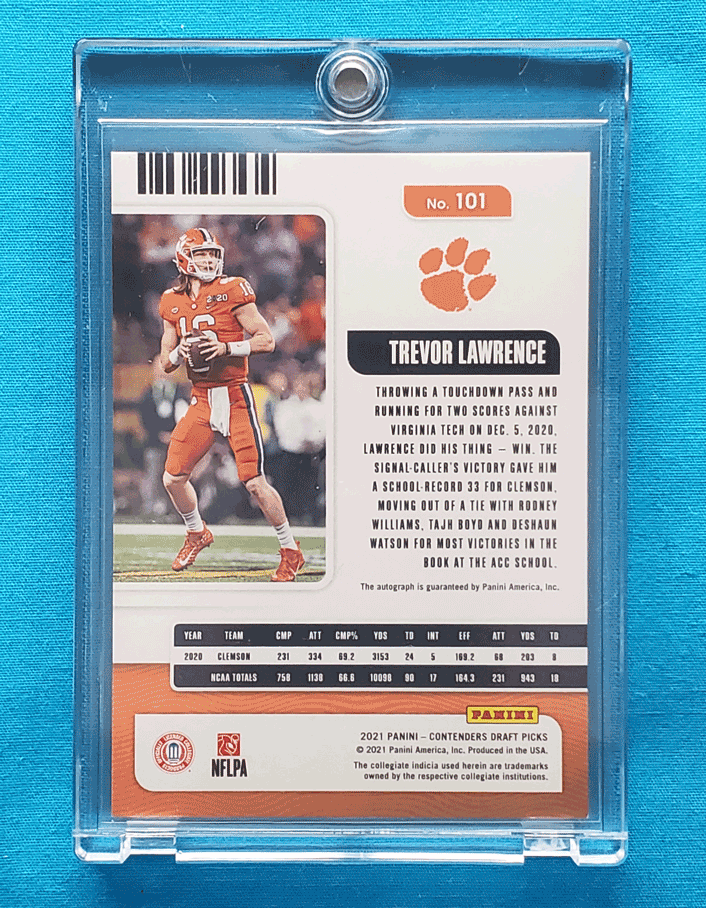 No. 101
16
2020
TREVOR LAWRENCE
THROWING A TOUCHDOWN PASS AND
RUNNING FOR TWO SCORES AGAINST
VIRGINIA TECH ON DEC. 5, 2020,
LAWRENCE DID HIS THING – WIN. THE
SIGNAL-CALLER'S VICTORY GAVE HIM
A SCHOOL-RECORD 33 FOR CLEMSON,
MOVING OUT OF A TIE WITH RODNEY
WILLIAMS, TAJH BOYD AND DESHAUN
WATSON FOR MOST VICTORIES IN THE
BOOK AT THE ACC SCHOOL.
The autograph is guaranteed by Panini America, Inc.
YEAR TEAM CMP ATT CMP% YDS TD INT EFF ATT YDS TD
2020 CLEMSON 231 334 69.2 3153 24 5 169.2 68 203 8
NCAA TOTALS 758 1138 66.6 10098 90 17 164.3 231 943 18
PANINI
2021 PANINI – CONTENDERS DRAFT PICKS
© 2021 Panini America, Inc. Produced in the USA.
The collegiate indicia used herein are trademarks
owned by the respective collegiate institutions.
OFFICIALLY LICENSED COLLEGIATE PRODUCTS
NFLPA